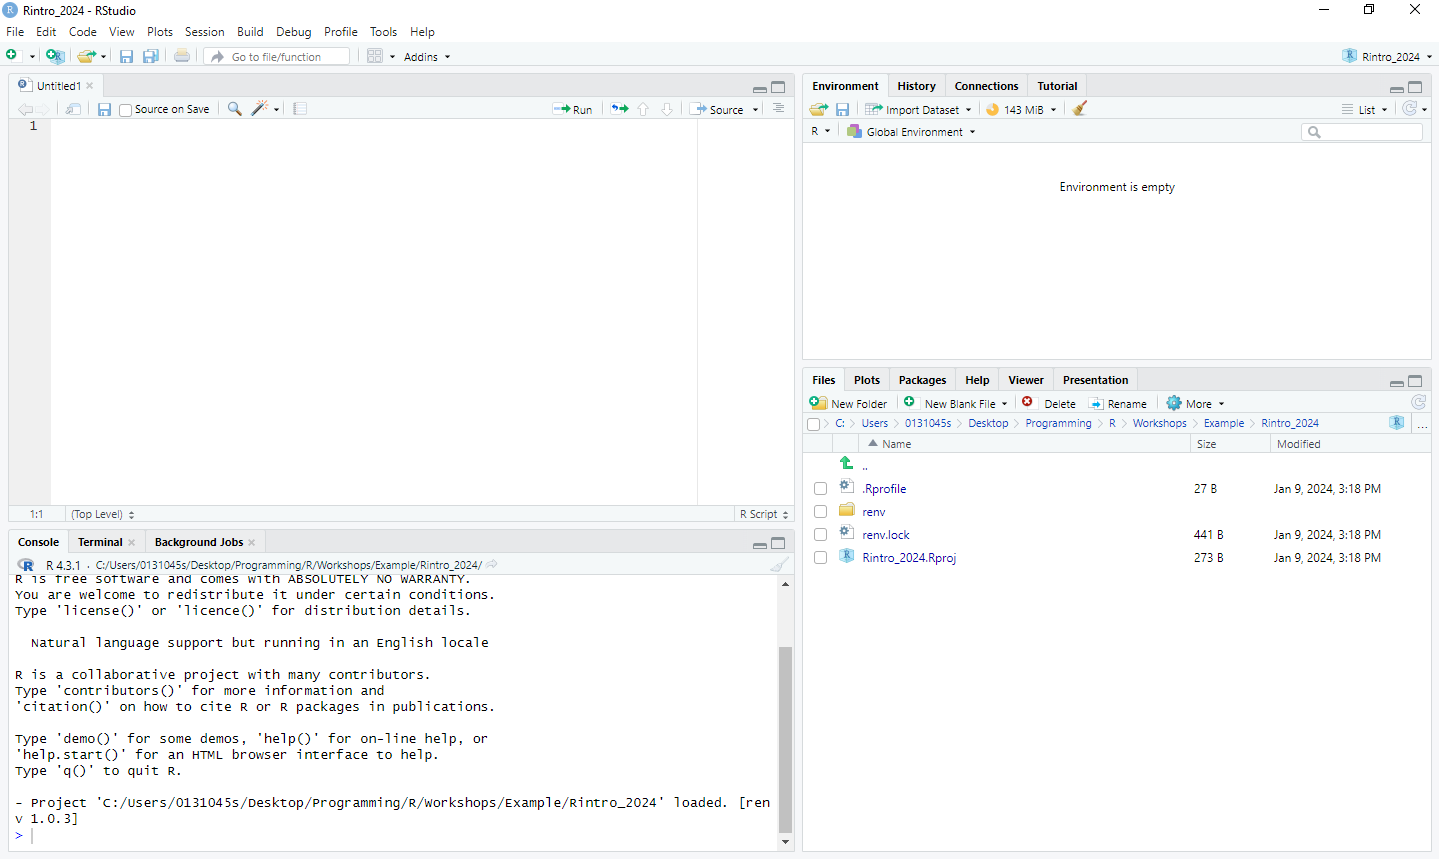 Rintro_2024 - RStudio
File Edit Code View Plots Session Build Debug Profile Tools Help
Go to file/function Addins Rintro_2024
Untitled1
Source on Save Run Source
1
1:1 (Top Level) R Script
Console Terminal Background Jobs
R 4.3.1 · C:/Users/0131045s/Desktop/Programming/R/Workshops/Example/Rintro_2024/
R is free software and comes with ABSOLUTELY NO WARRANTY.
You are welcome to redistribute it under certain conditions.
Type 'license()' or 'licence()' for distribution details.
Natural language support but running in an English locale
R is a collaborative project with many contributors.
Type 'contributors()' for more information and
'citation()' on how to cite R or R packages in publications.
Type 'demo()' for some demos, 'help()' for on-line help, or
'help.start()' for an HTML browser interface to help.
Type 'q()' to quit R.
- Project 'C:/Users/0131045s/Desktop/Programming/R/Workshops/Example/Rintro_2024' loaded. [ren
v 1.0.3]
>
Environment History Connections Tutorial
Import Dataset 143 MiB List
R Global Environment
Environment is empty
Files Plots Packages Help Viewer Presentation
New Folder New Blank File Delete Rename More
C: Users 0131045s Desktop Programming R Workshops Example Rintro_2024 ...
Name Size Modified
..
.Rprofile 27 B Jan 9, 2024, 3:18 PM
renv
renv.lock 441 B Jan 9, 2024, 3:18 PM
Rintro_2024.Rproj 273 B Jan 9, 2024, 3:18 PM